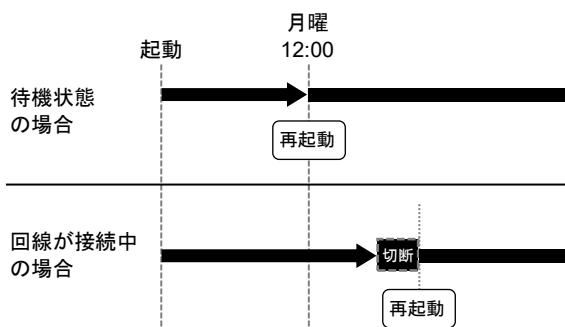 月曜
12:00
起動
待機状態
の場合
再起動
回線が接続中
の場合
切断
再起動